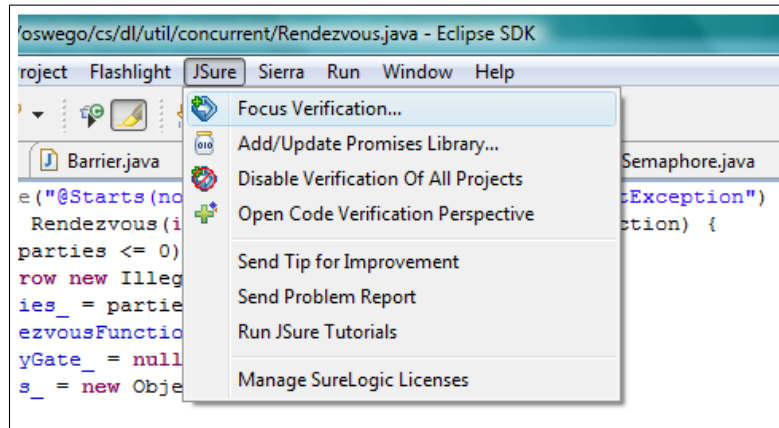 /oswego/cs/dl/util/concurrent/Rendezvous.java - Eclipse SDK
roject Flashlight JSure Sierra Run Window Help
Focus Verification...
010 Add/Update Promises Library...
Barrier.java Semaphore.java
Disable Verification Of All Projects
e("@Starts(no tException")
Open Code Verification Perspective
Rendezvous(i ction) {
parties <= 0)
Send Tip for Improvement
row new Illeg
Send Problem Report
ies_ = partie
Run JSure Tutorials
ezvousFunctio
yGate_ = null
Manage SureLogic Licenses
s_ = new Obje